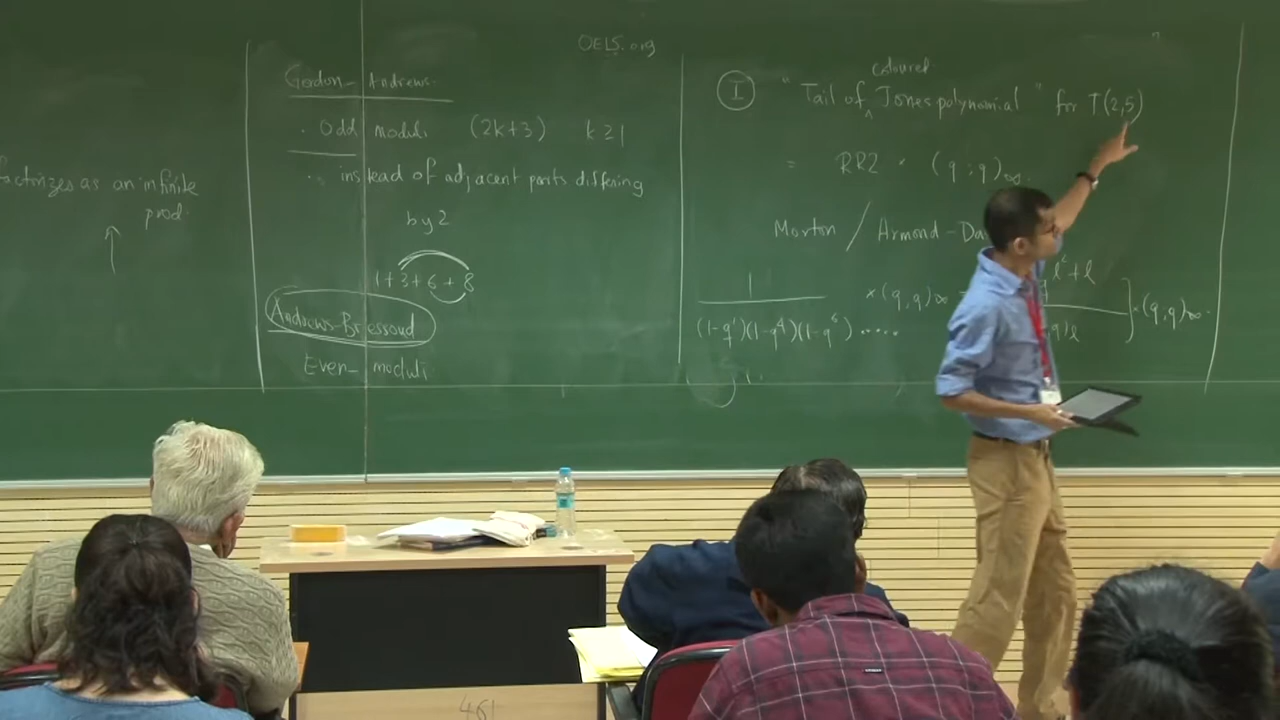 OEIS.org
factorizes as an infinite
prod.
Gordon-Andrews.
. Odd moduli (2k+3) k≥1
instead of adjacent parts differing
by 2
1+3+6+8
Andrews-Bressoud
Even-moduli
I "Tail of coloured Jones polynomial" for T(2,5)
= RR2 × (q;q)∞.
Morton / Armond-Da
1
(1-q¹)(1-q⁴)(1-q⁶).....
×(q,q)∞
] ×(q,q)∞.
461